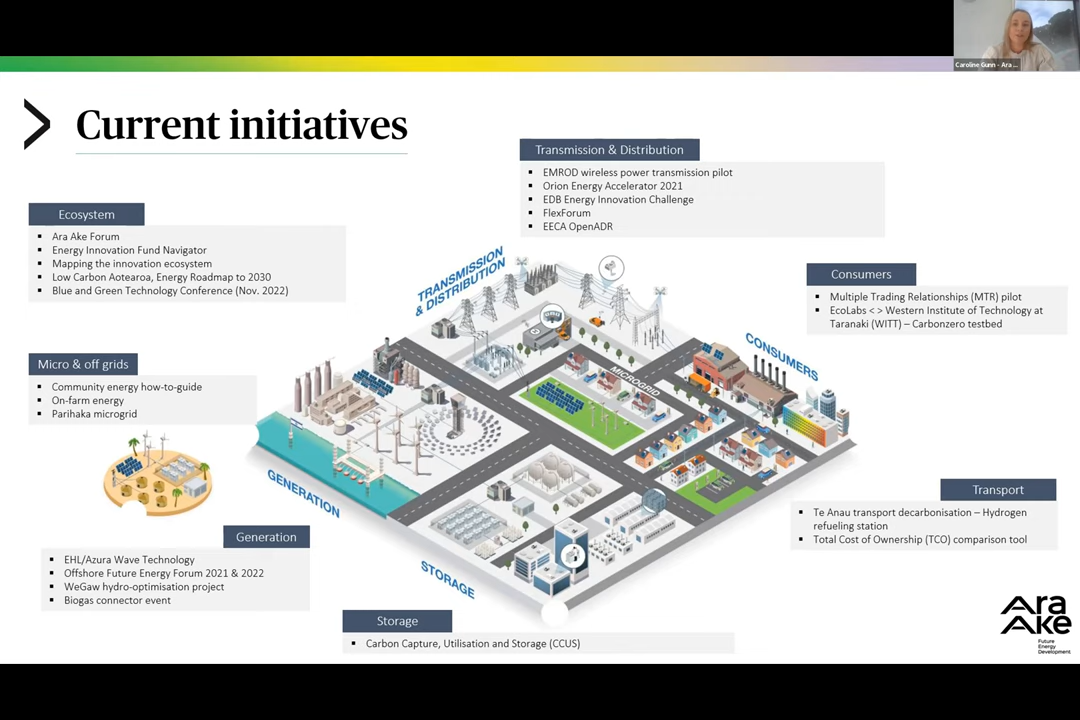 Caroline Gunn - Ara ...
Current initiatives
Transmission & Distribution
▪ EMROD wireless power transmission pilot
▪ Orion Energy Accelerator 2021
▪ EDB Energy Innovation Challenge
▪ FlexForum
▪ EECA OpenADR
Ecosystem
▪ Ara Ake Forum
▪ Energy Innovation Fund Navigator
▪ Mapping the innovation ecosystem
▪ Low Carbon Aotearoa, Energy Roadmap to 2030
▪ Blue and Green Technology Conference (Nov. 2022)
Consumers
▪ Multiple Trading Relationships (MTR) pilot
▪ EcoLabs < > Western Institute of Technology at
Taranaki (WITT) – Carbonzero testbed
TRANSMISSION
& DISTRIBUTION
CONSUMERS
MICROGRID
Micro & off grids
▪ Community energy how-to-guide
▪ On-farm energy
▪ Parihaka microgrid
GENERATION
STORAGE
Transport
▪ Te Anau transport decarbonisation – Hydrogen
refueling station
▪ Total Cost of Ownership (TCO) comparison tool
Generation
▪ EHL/Azura Wave Technology
▪ Offshore Future Energy Forum 2021 & 2022
▪ WeGaw hydro-optimisation project
▪ Biogas connector event
Storage
▪ Carbon Capture, Utilisation and Storage (CCUS)
Ara
Ake
Future
Energy
Development